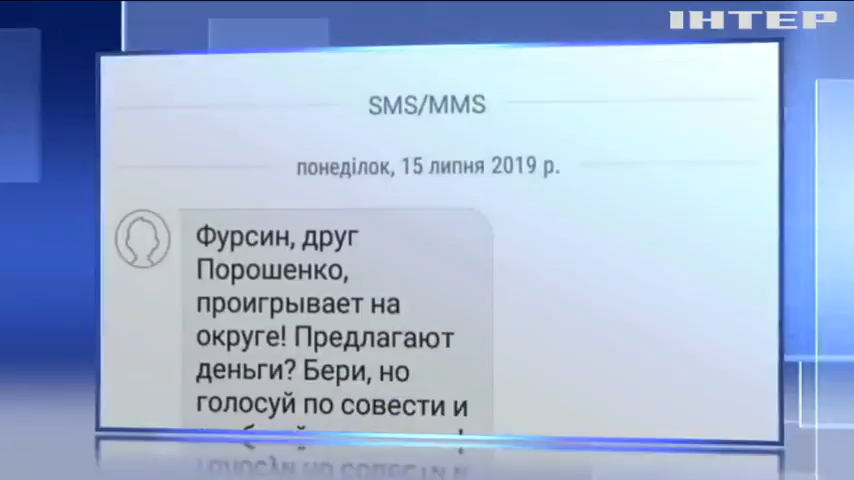 ІНТЕР
SMS/MMS
понеділок, 15 липня 2019 р.
Фурсин, друг
Порошенко,
проигрывает на
округе! Предлагают
деньги? Бери, но
голосуй по совести и